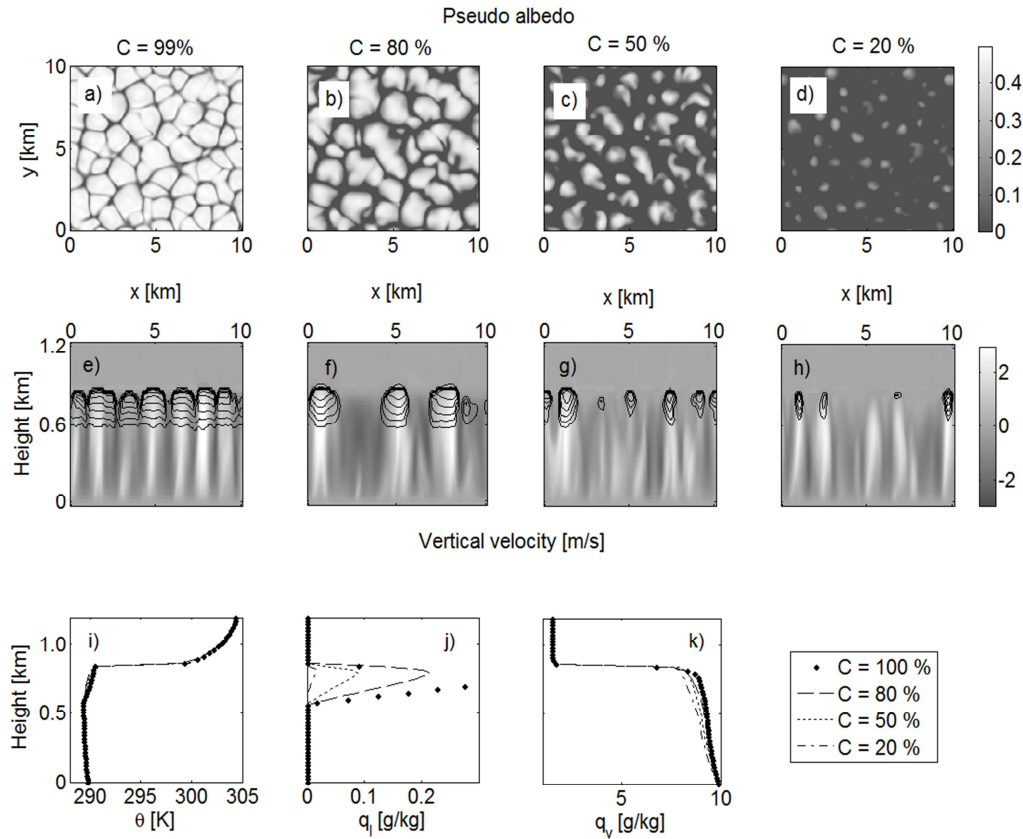 Pseudo albedo
C = 99% C = 80 % C = 50 % C = 20 %
a) b) c) d)
y [km]
10
5
0
0 5 10 0 5 10 0 5 10 0 5 10
0.4
0.3
0.2
0.1
0
x [km] x [km] x [km] x [km]
0 5 10 0 5 10 0 5 10 0 5 10
e) f) g) h)
Height [km]
1.2
0.6
0
2
0
-2
Vertical velocity [m/s]
i) j) k)
Height [km]
1.0
0.5
0
290 295 300 305
θ [K]
0 0.1 0.2
q_l [g/kg]
5 10
q_v [g/kg]
C = 100 %
C = 80 %
C = 50 %
C = 20 %